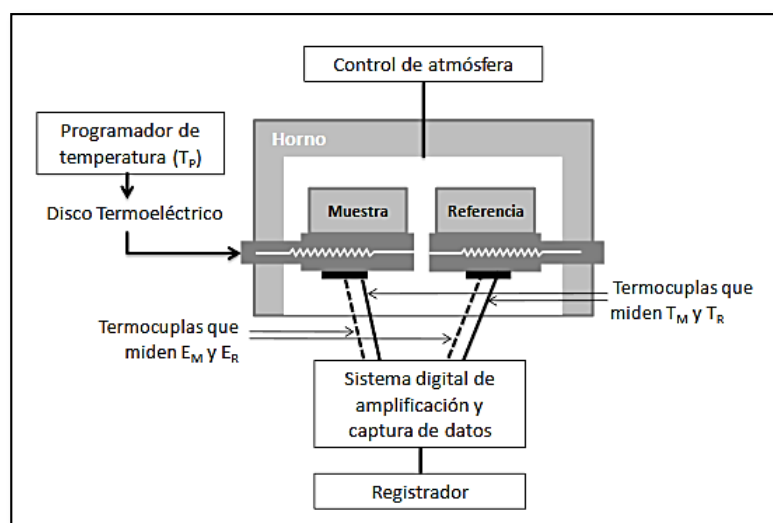 Control de atmósfera
Programador de
temperatura (TP)
Horno
Disco Termoeléctrico
Muestra
Referencia
Termocuplas que
miden TM y TR
Termocuplas que
miden EM y ER
Sistema digital de
amplificación y
captura de datos
Registrador